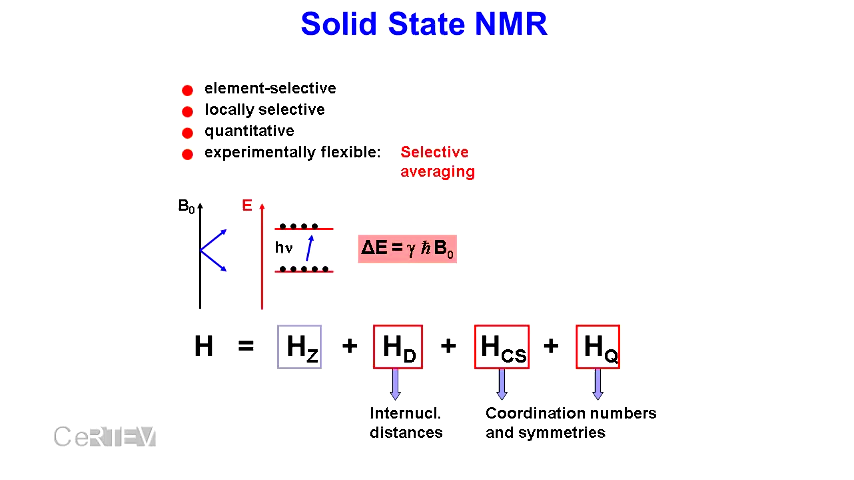 Solid State NMR
element-selective
locally selective
quantitative
experimentally flexible: Selective
averaging
B₀ E
hν
ΔE = γ ℏ B₀
H = H_Z + H_D + H_CS + H_Q
Internucl. Coordination numbers
distances and symmetries
CeRTEV